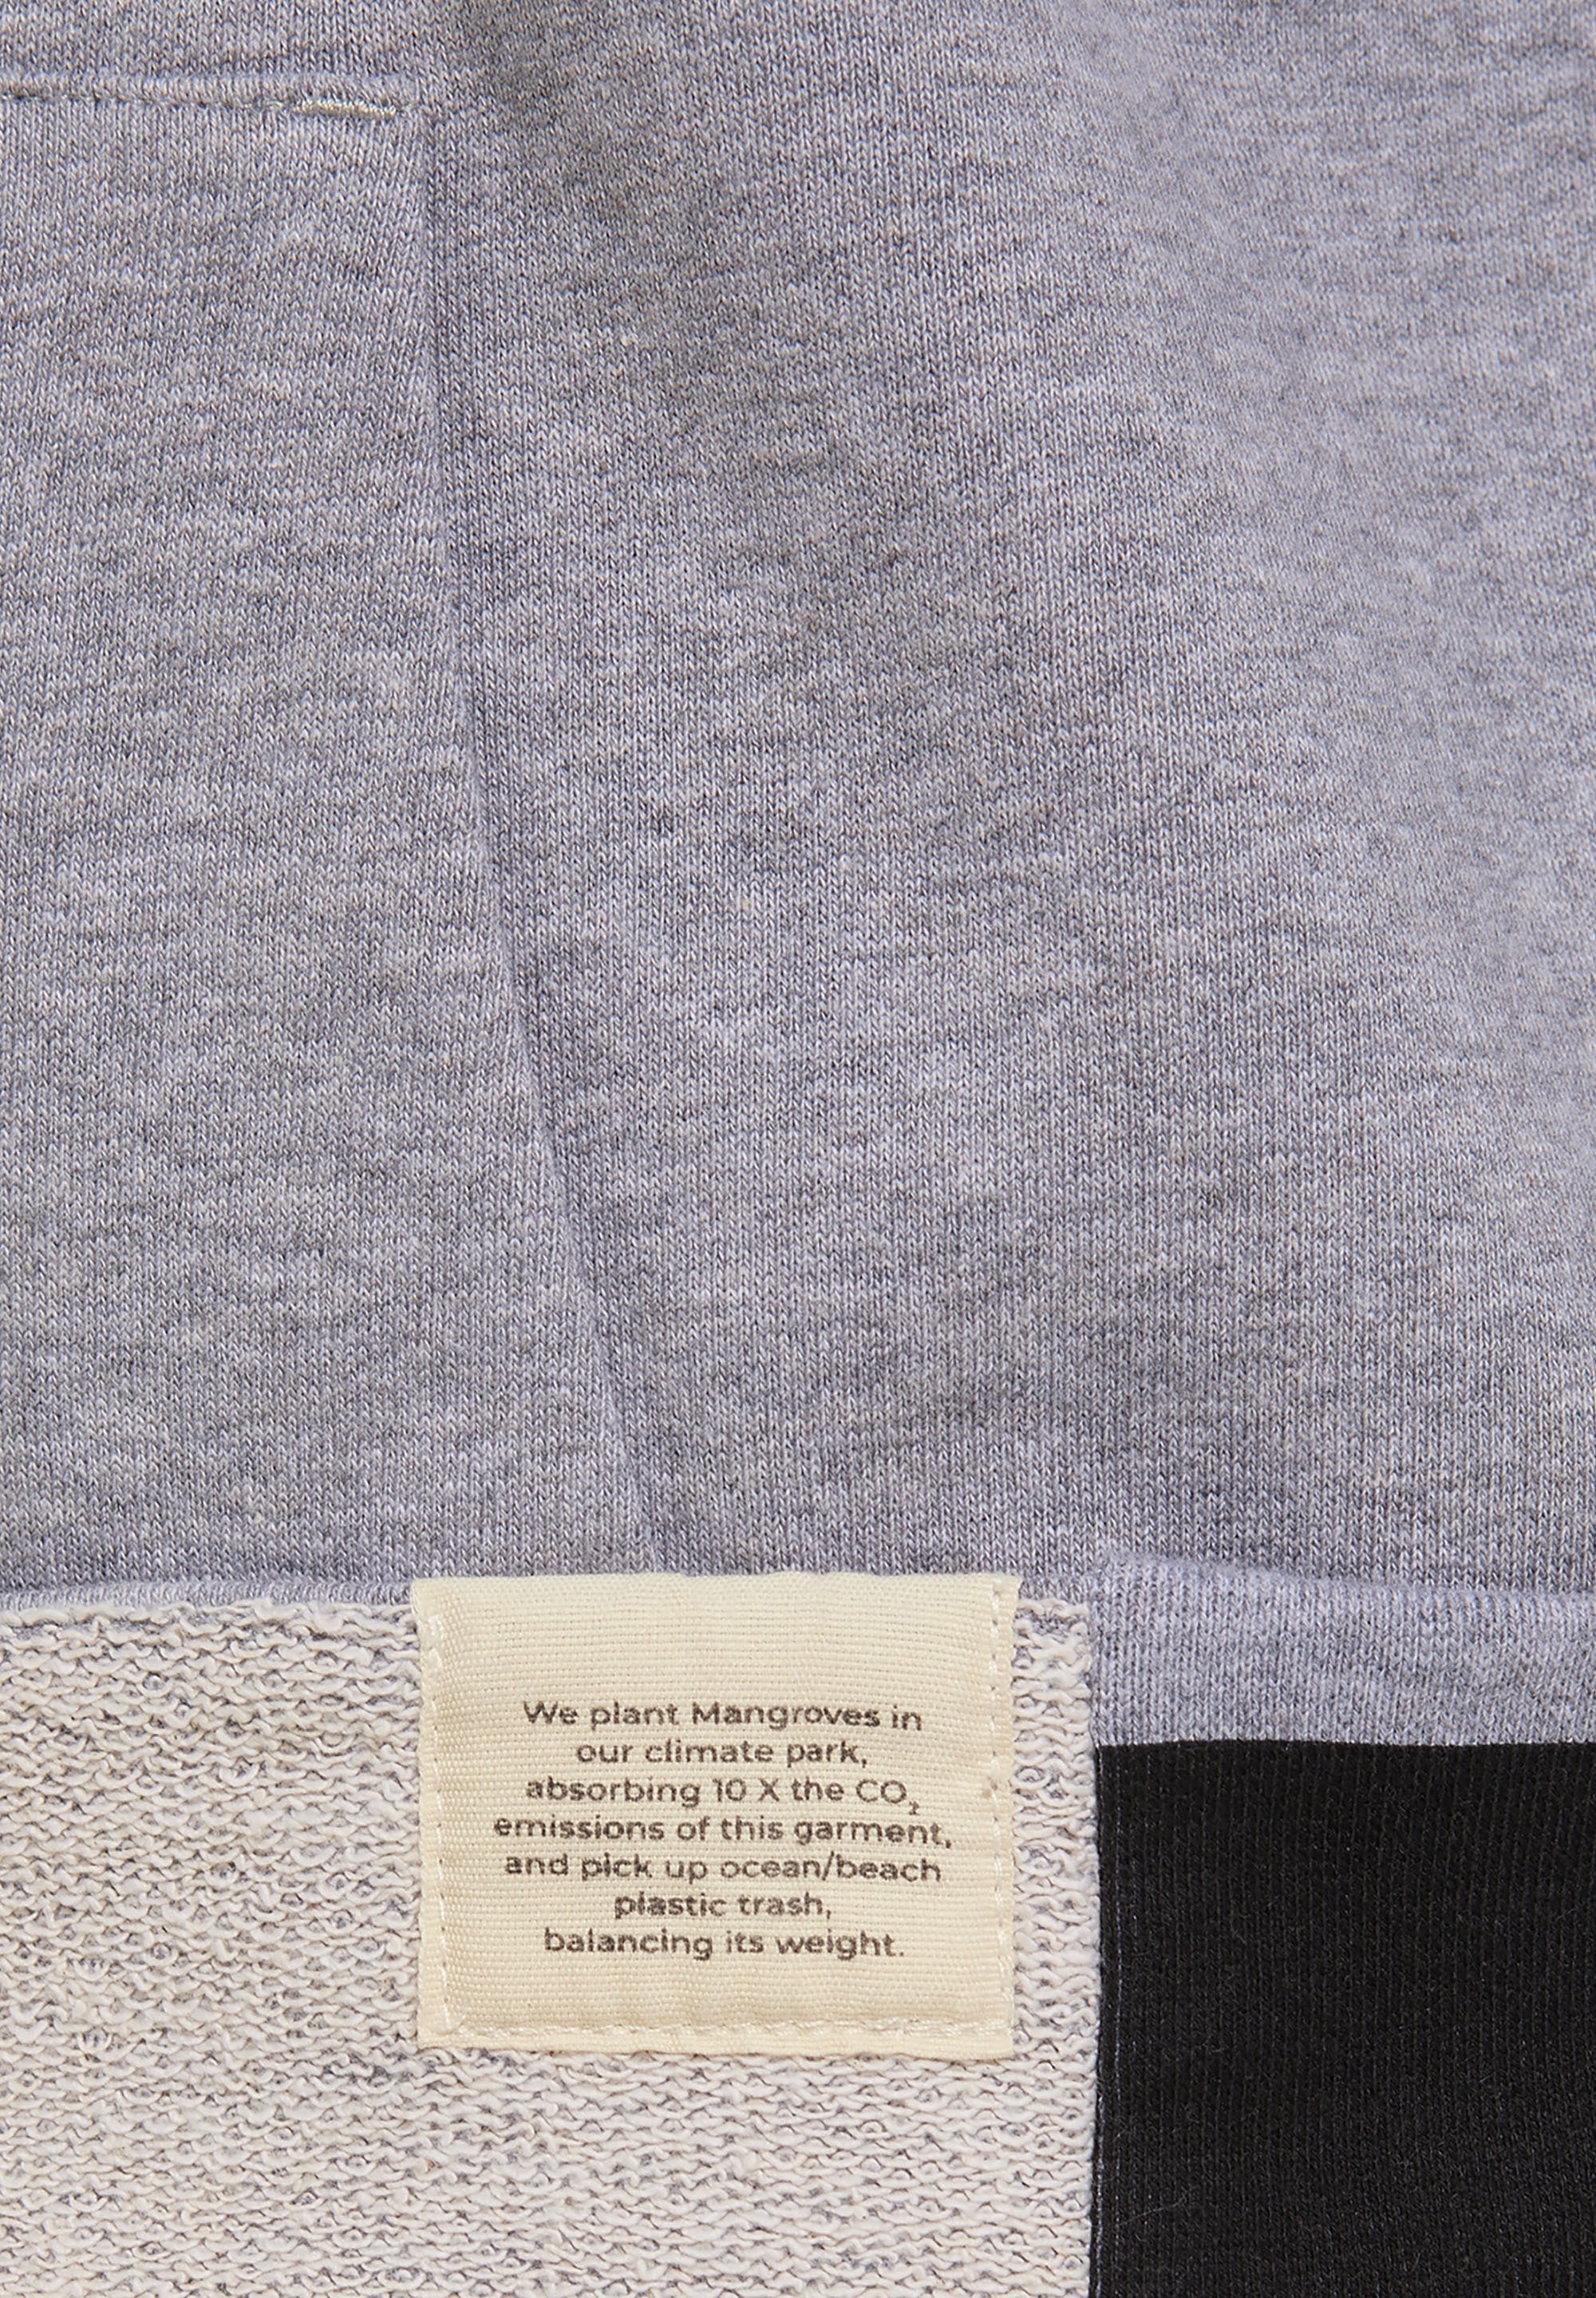 We plant Mangroves in
our climate park,
absorbing 10 X the CO₂
emissions of this garment,
and pick up ocean/beach
plastic trash,
balancing its weight.